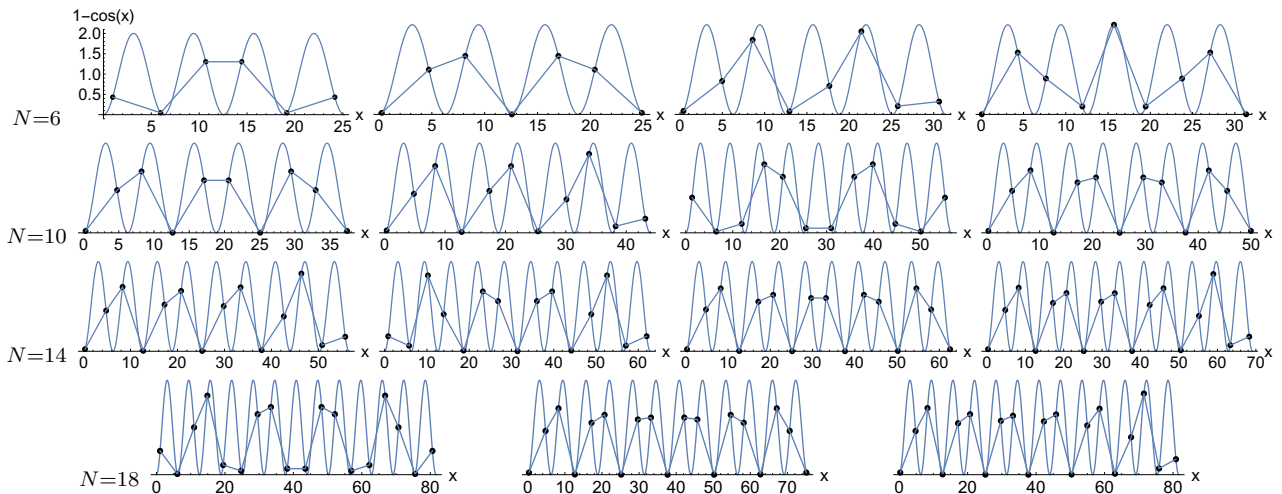 1−cos(x)
2.0
1.5
1.0
0.5
N=6
5 10 15 20 25 x
0 5 10 15 20 25 x
0 5 10 15 20 25 30 x
0 5 10 15 20 25 30 x
N=10
0 5 10 15 20 25 30 35 x
0 10 20 30 40 x
0 10 20 30 40 50 x
0 10 20 30 40 50 x
N=14
0 10 20 30 40 50 x
0 10 20 30 40 50 60 x
0 10 20 30 40 50 60 x
0 10 20 30 40 50 60 70 x
N=18
0 20 40 60 80 x
0 10 20 30 40 50 60 70 x
0 20 40 60 80 x